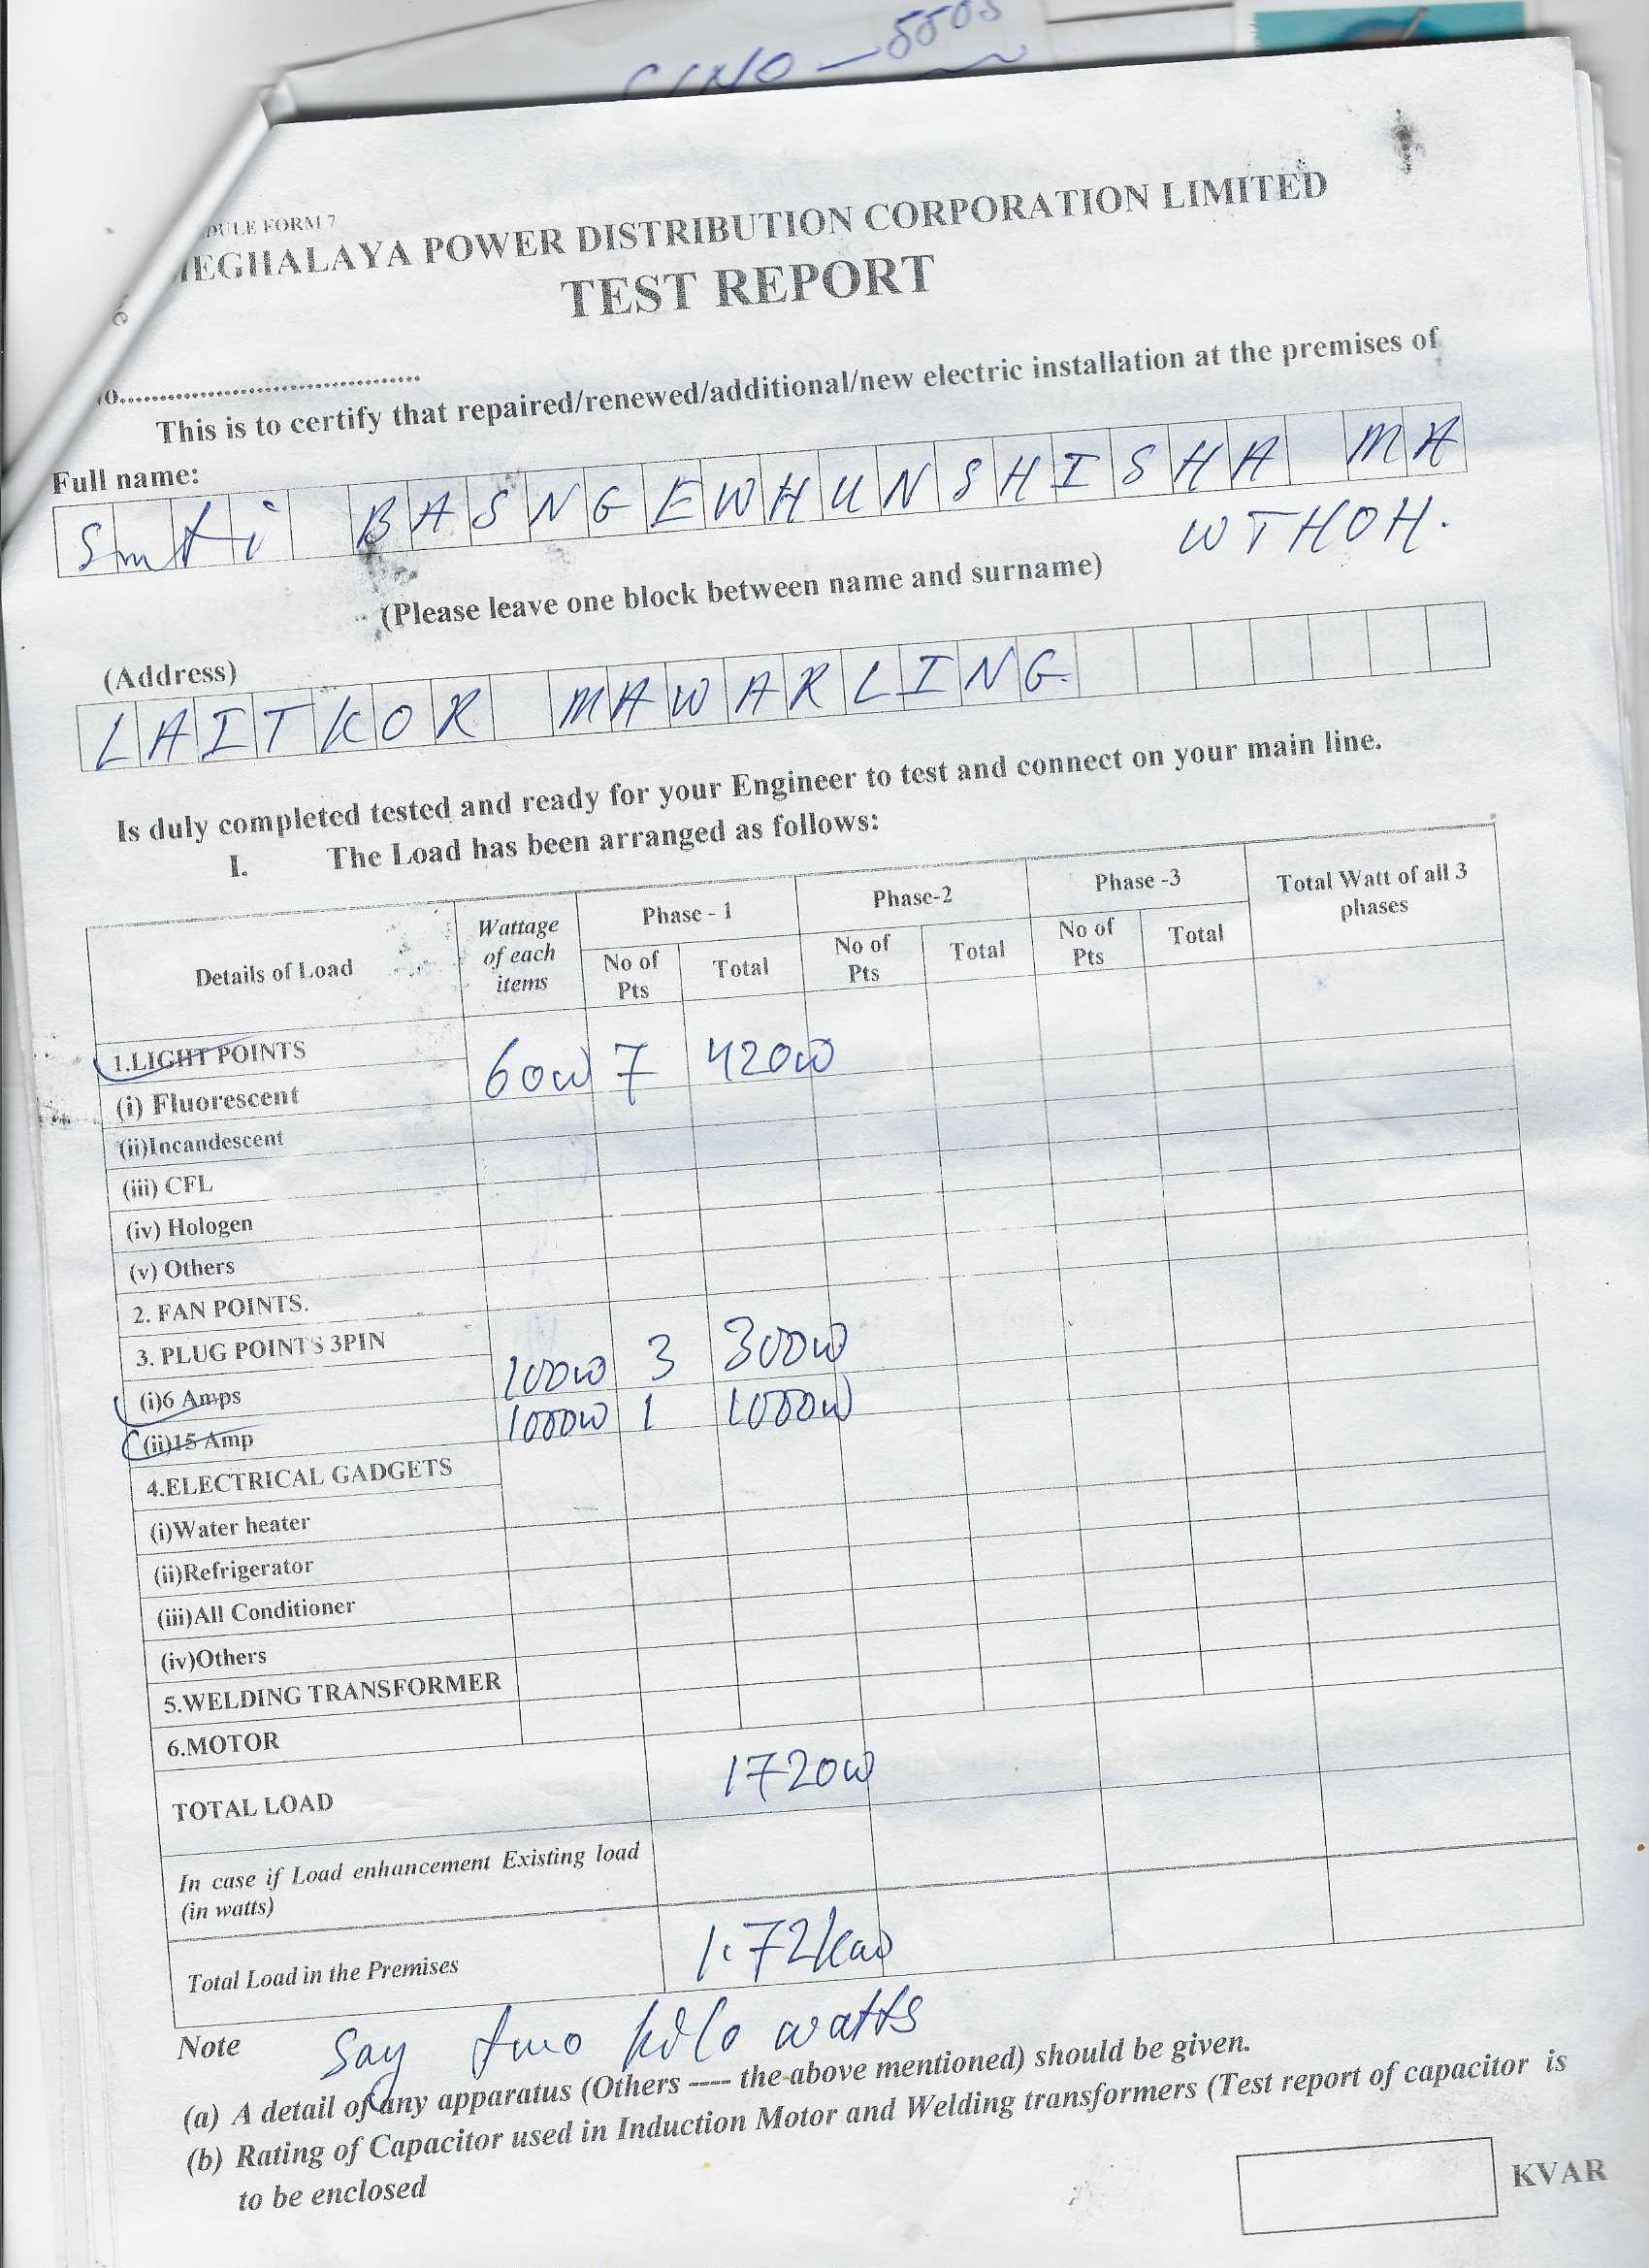 C/NO - 5503
DULE FORM 7
MEGHALAYA POWER DISTRIBUTION CORPORATION LIMITED
TEST REPORT
o..................................
This is to certify that repaired/renewed/additional/new electric installation at the premises of
Full name:
Smti BASNGEWHUNSHISHA MA
WTHOH.
(Please leave one block between name and surname)
(Address)
LAITKOR MAWARLING
Is duly completed tested and ready for your Engineer to test and connect on your main line.
I. The Load has been arranged as follows:
Details of Load Wattage of each items Phase - 1 Phase-2 Phase -3 Total Watt of all 3 phases
No of Pts Total No of Pts Total No of Pts Total
1.LIGHT POINTS
(i) Fluorescent 60w 7 420w
(ii)Incandescent
(iii) CFL
(iv) Hologen
(v) Others
2. FAN POINTS.
3. PLUG POINTS 3PIN
(i)6 Amps 100w 3 300w
(ii)15 Amp 1000w 1 1000w
4.ELECTRICAL GADGETS
(i)Water heater
(ii)Refrigerator
(iii)All Conditioner
(iv)Others
5.WELDING TRANSFORMER
6.MOTOR
TOTAL LOAD 1720w
In case if Load enhancement Existing load
(in watts)
Total Load in the Premises 1.72kw
Note Say two kilo watts
(a) A detail of any apparatus (Others ---- the above mentioned) should be given.
(b) Rating of Capacitor used in Induction Motor and Welding transformers (Test report of capacitor is
to be enclosed
KVAR